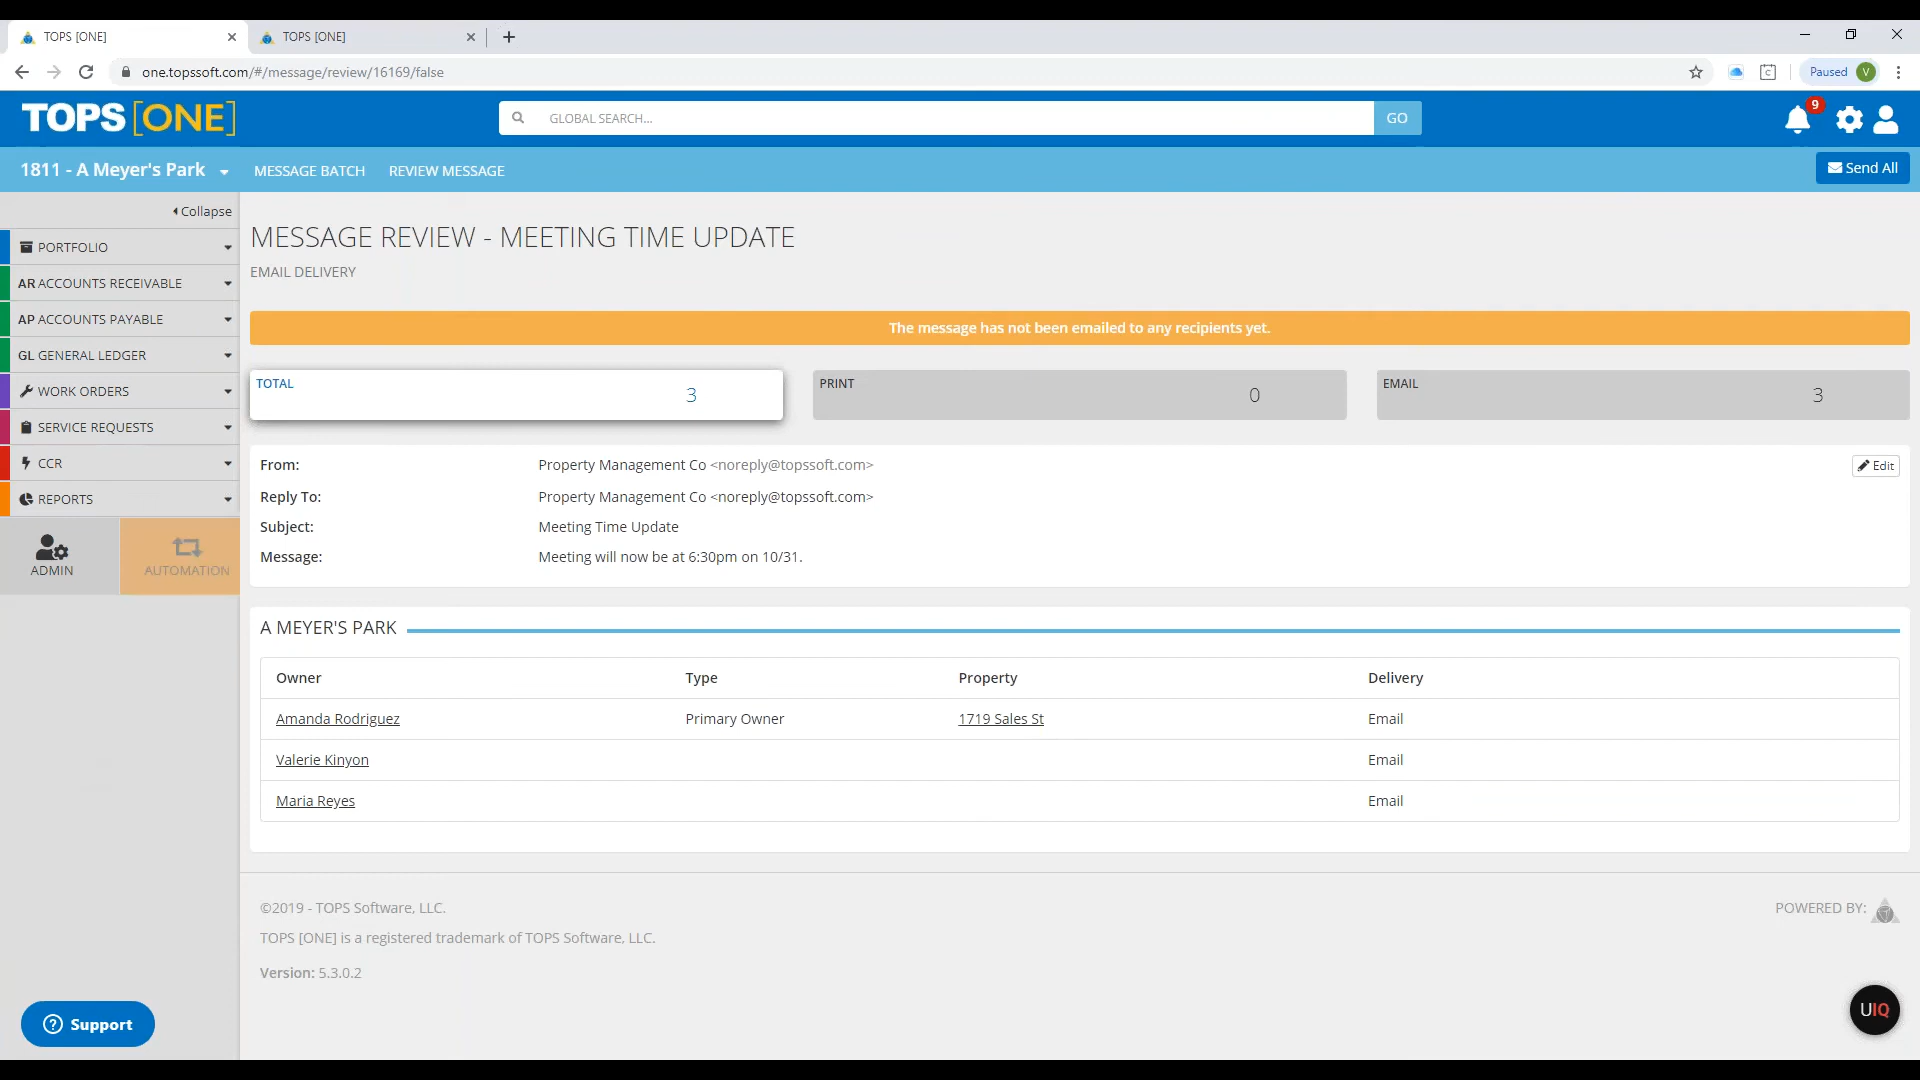 TOPS [ONE]
TOPS [ONE]
one.topssoft.com/#/message/review/16169/false
Paused
V
TOPS [ONE]
GLOBAL SEARCH...
GO
9
1811 - A Meyer's Park
MESSAGE BATCH
REVIEW MESSAGE
Send All
Collapse
PORTFOLIO
AR ACCOUNTS RECEIVABLE
AP ACCOUNTS PAYABLE
GL GENERAL LEDGER
WORK ORDERS
SERVICE REQUESTS
CCR
REPORTS
ADMIN
AUTOMATION
MESSAGE REVIEW - MEETING TIME UPDATE
EMAIL DELIVERY
The message has not been emailed to any recipients yet.
TOTAL 3
PRINT 0
EMAIL 3
From: Property Management Co <noreply@topssoft.com>
Edit
Reply To: Property Management Co <noreply@topssoft.com>
Subject: Meeting Time Update
Message: Meeting will now be at 6:30pm on 10/31.
A MEYER'S PARK
Owner Type Property Delivery
Amanda Rodriguez Primary Owner 1719 Sales St Email
Valerie Kinyon Email
Maria Reyes Email
©2019 - TOPS Software, LLC.
POWERED BY:
TOPS [ONE] is a registered trademark of TOPS Software, LLC.
Version: 5.3.0.2
Support
UIQ